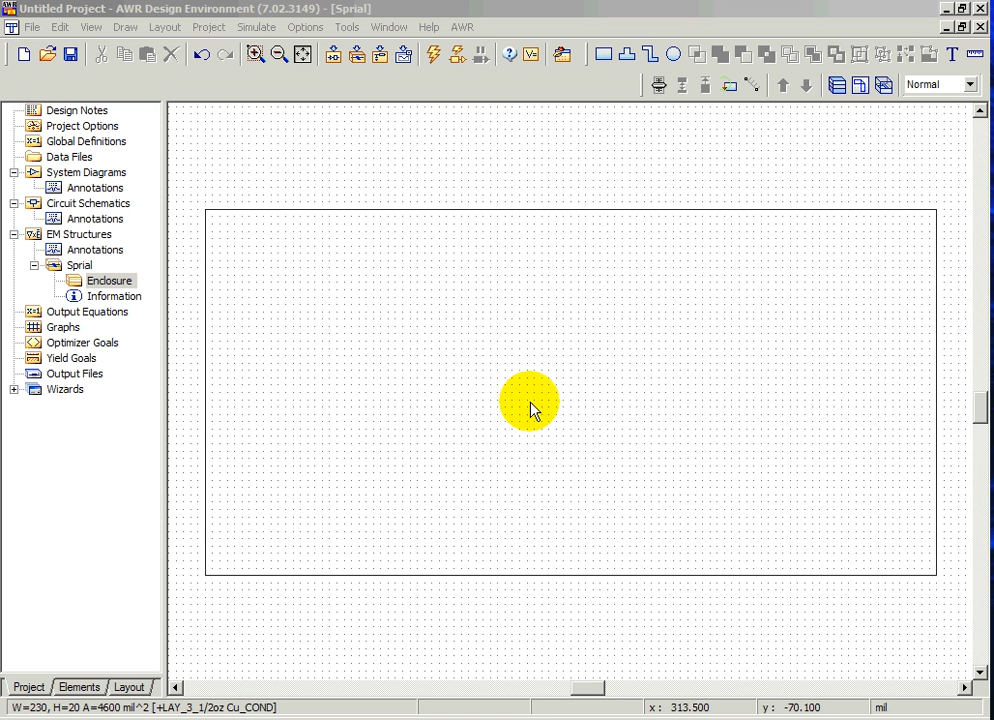 Untitled Project - AWR Design Environment (7.02.3149) - [Sprial]
File Edit View Draw Layout Project Simulate Options Tools Window Help AWR
Normal
Design Notes
Project Options
Global Definitions
Data Files
System Diagrams
Annotations
Circuit Schematics
Annotations
EM Structures
Annotations
Sprial
Enclosure
Information
Output Equations
Graphs
Optimizer Goals
Yield Goals
Output Files
Wizards
Project Elements Layout
W=230, H=20 A=4600 mil^2 [+LAY_3_1/2oz Cu_COND] x: 313.500 y: -70.100 mil